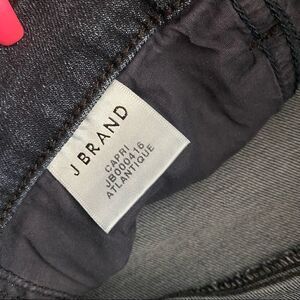 J BRAND
CAPRI
JB000416
ATLANTIQUE